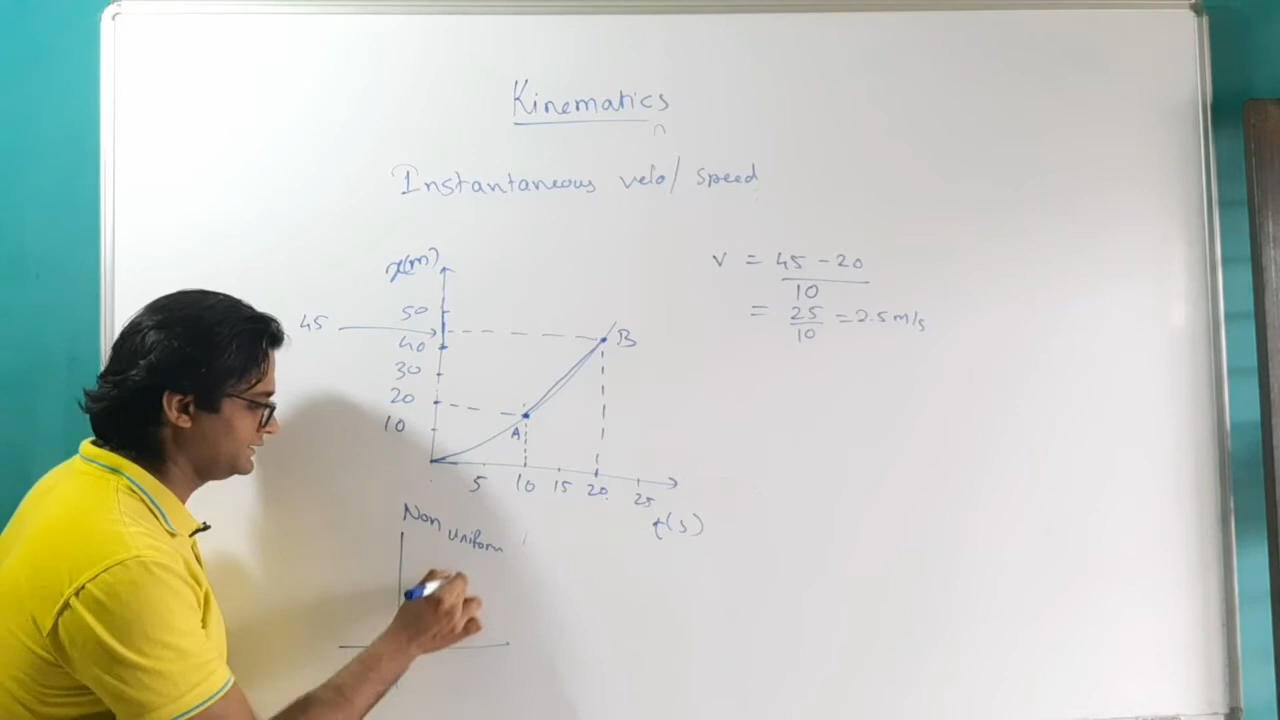 Kinematics
Instantaneous velo/ speed
x(m)
50
45
40
30
20
10
A
B
5 10 15 20 25
t(s)
V = 45 - 20
10
= 25 = 2.5 m/s
10
Non uniform